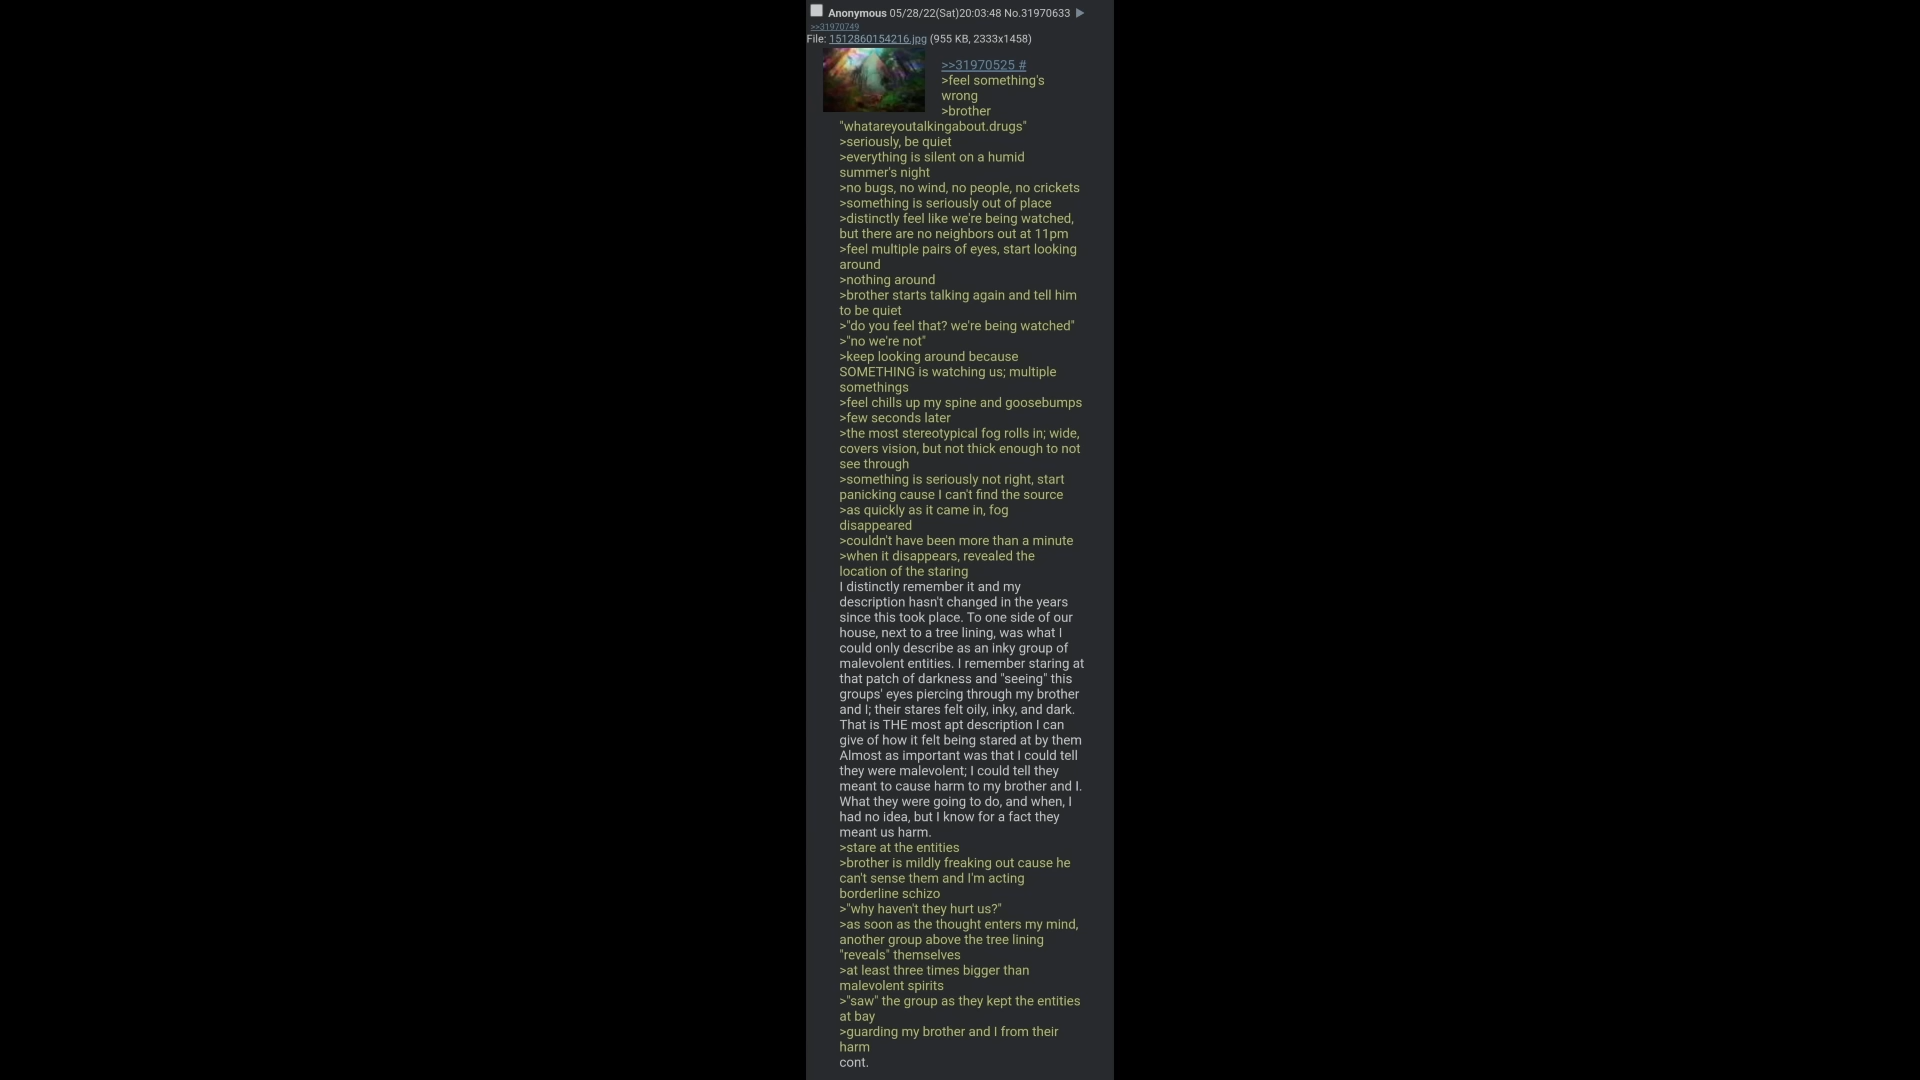 Anonymous 05/28/22(Sat)20:03:48 No.31970633 ▶
>>31970749
File: 1512860154216.jpg (955 KB, 2333x1458)
>>31970525 #
>feel something's
wrong
>brother
"whatareyoutalkingabout.drugs"
>seriously, be quiet
>everything is silent on a humid
summer's night
>no bugs, no wind, no people, no crickets
>something is seriously out of place
>distinctly feel like we're being watched,
but there are no neighbors out at 11pm
>feel multiple pairs of eyes, start looking
around
>nothing around
>brother starts talking again and tell him
to be quiet
>"do you feel that? we're being watched"
>"no we're not"
>keep looking around because
SOMETHING is watching us; multiple
somethings
>feel chills up my spine and goosebumps
>few seconds later
>the most stereotypical fog rolls in; wide,
covers vision, but not thick enough to not
see through
>something is seriously not right, start
panicking cause I can't find the source
>as quickly as it came in, fog
disappeared
>couldn't have been more than a minute
>when it disappears, revealed the
location of the staring
I distinctly remember it and my
description hasn't changed in the years
since this took place. To one side of our
house, next to a tree lining, was what I
could only describe as an inky group of
malevolent entities. I remember staring at
that patch of darkness and "seeing" this
groups' eyes piercing through my brother
and I; their stares felt oily, inky, and dark.
That is THE most apt description I can
give of how it felt being stared at by them
Almost as important was that I could tell
they were malevolent; I could tell they
meant to cause harm to my brother and I.
What they were going to do, and when, I
had no idea, but I know for a fact they
meant us harm.
>stare at the entities
>brother is mildly freaking out cause he
can't sense them and I'm acting
borderline schizo
>"why haven't they hurt us?"
>as soon as the thought enters my mind,
another group above the tree lining
"reveals" themselves
>at least three times bigger than
malevolent spirits
>"saw" the group as they kept the entities
at bay
>guarding my brother and I from their
harm
cont.